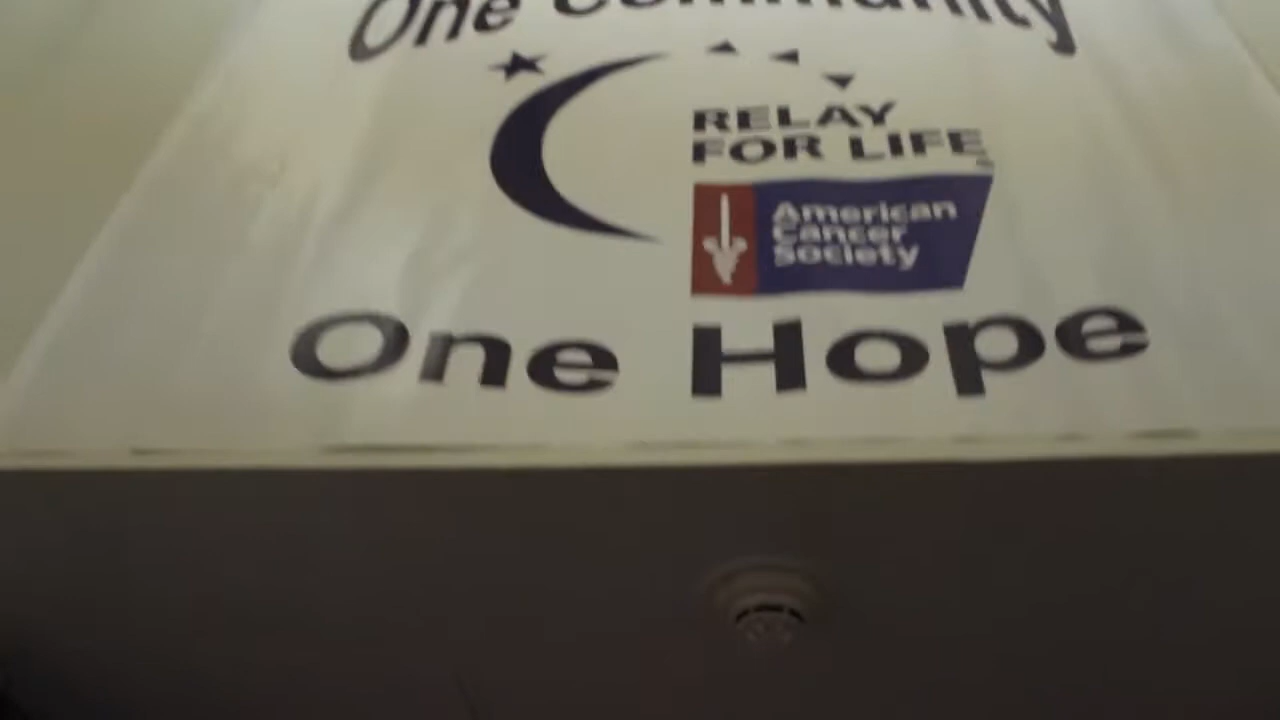 One Community
RELAY
FOR LIFE
American
Cancer
Society
One Hope